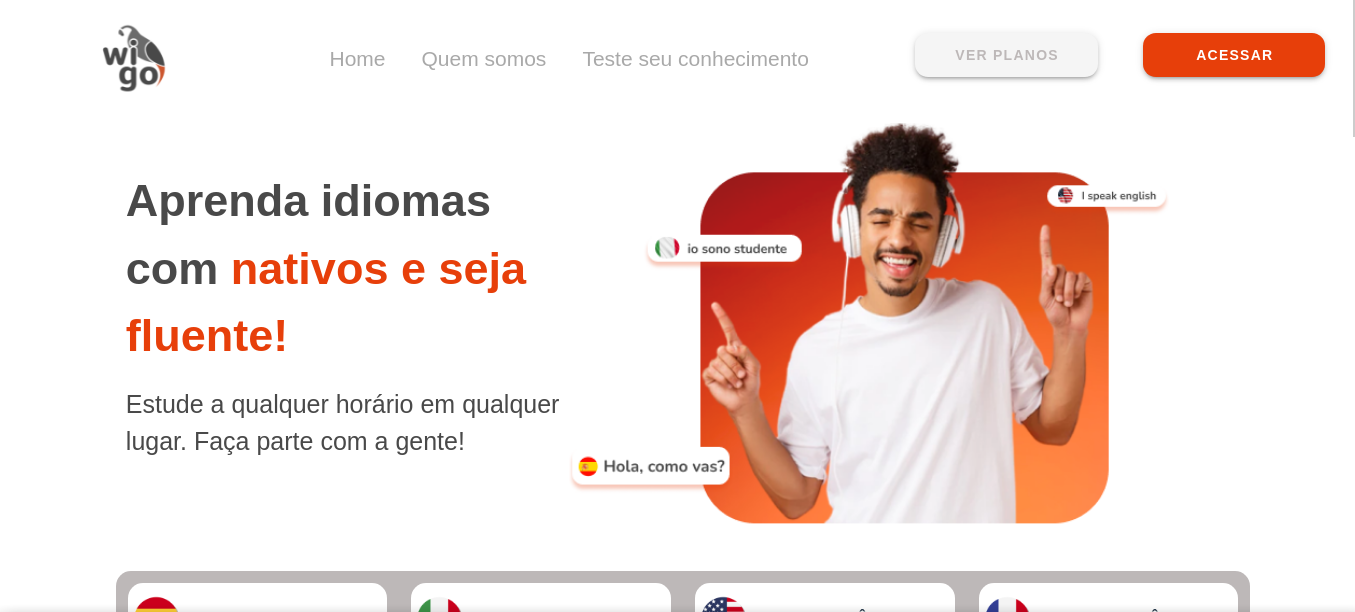 wi
go
Home
Quem somos
Teste seu conhecimento
VER PLANOS
ACESSAR
Aprenda idiomas
com nativos e seja
fluente!
Estude a qualquer horário em qualquer
lugar. Faça parte com a gente!
I speak english
io sono studente
Hola, como vas?